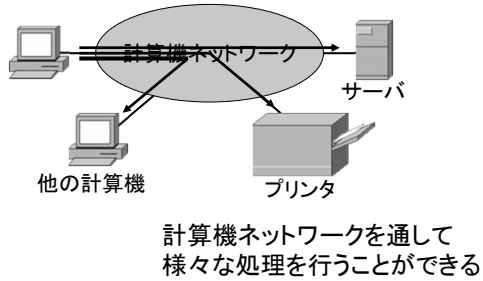 計算機ネットワーク
サーバ
他の計算機
プリンタ
計算機ネットワークを通して
様々な処理を行うことができる